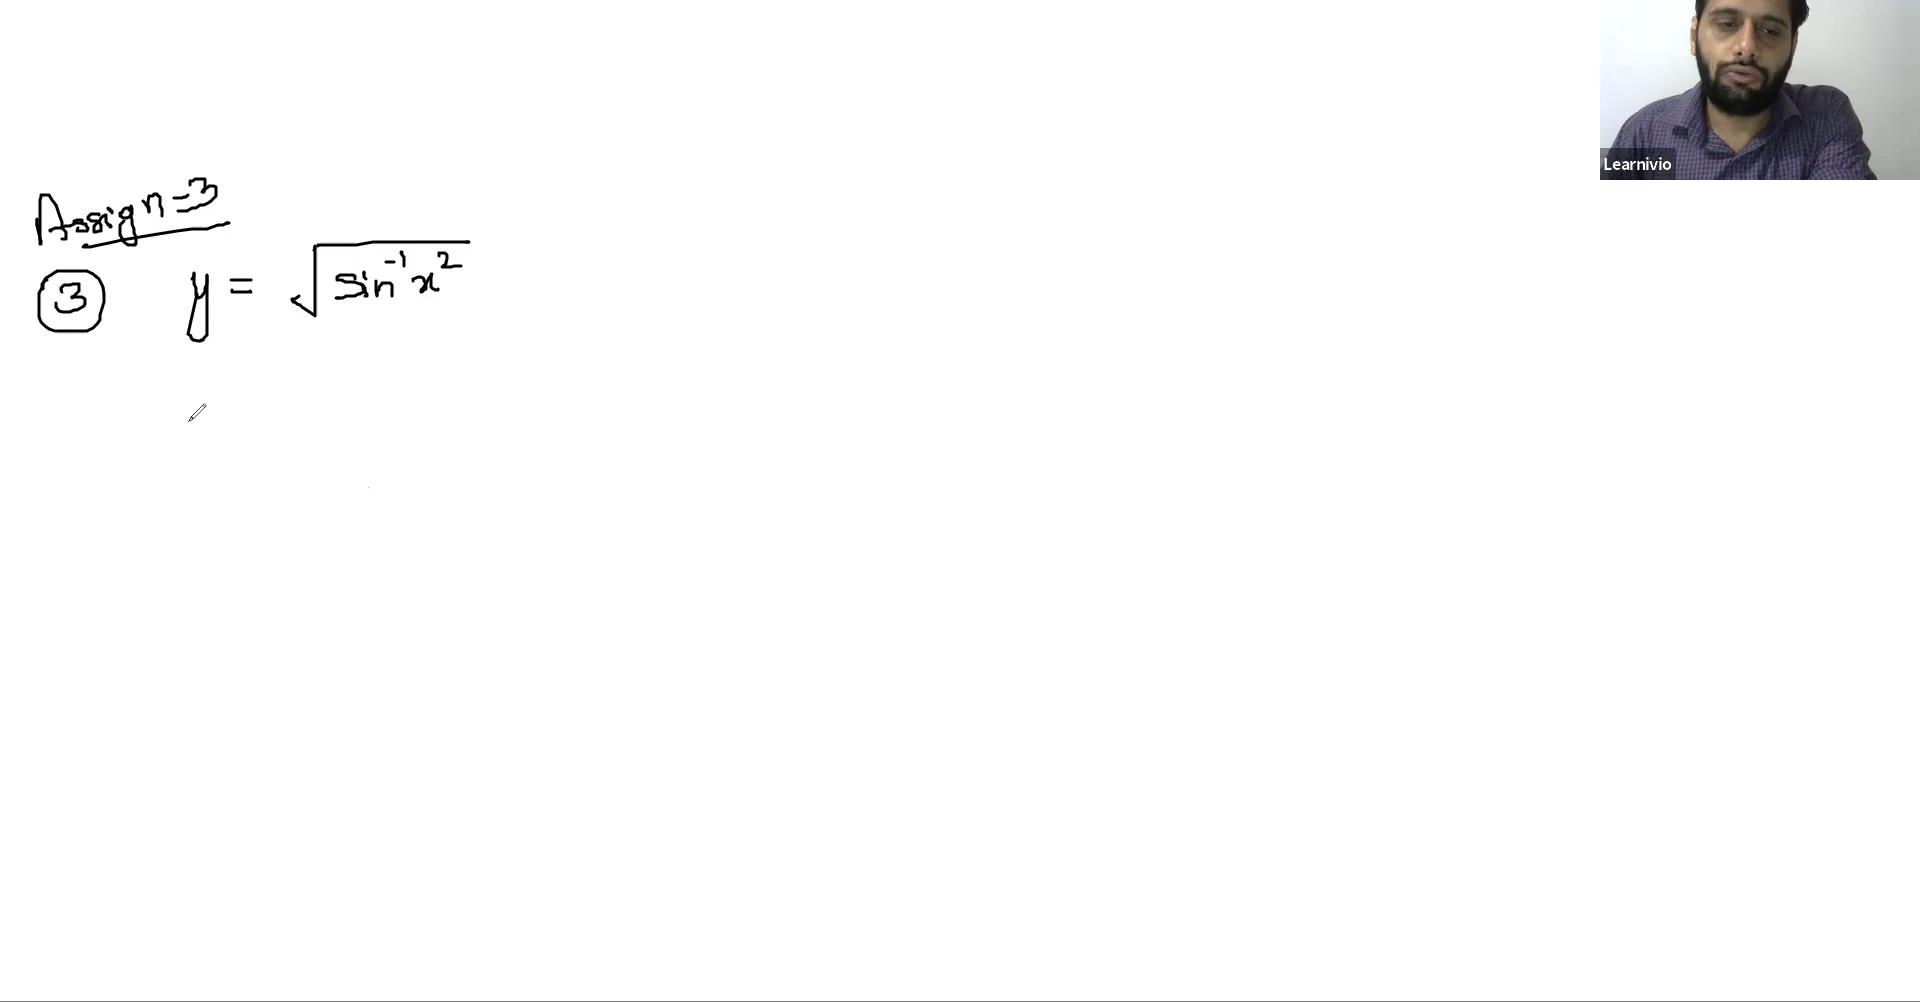 Learnivio
Assign-3
③ y = √(sin⁻¹x²)